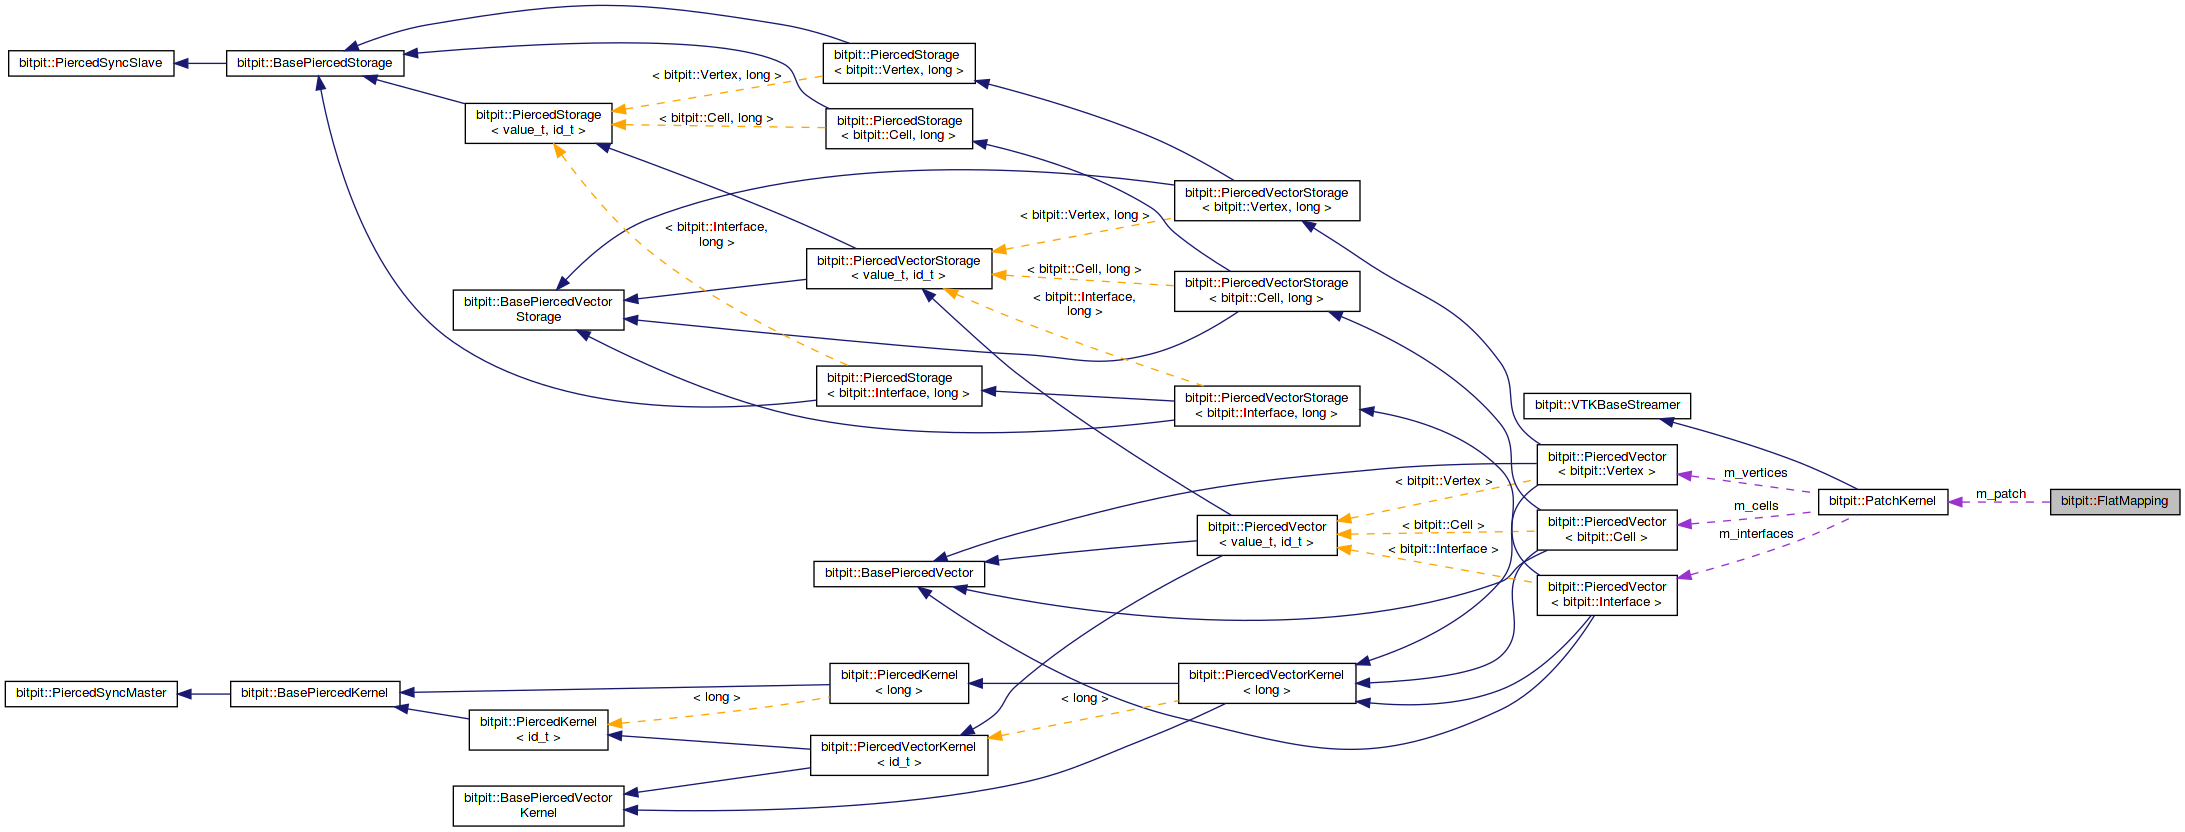 bitpit::PiercedSyncSlave
bitpit::BasePiercedStorage
bitpit::PiercedStorage
< bitpit::Vertex, long >
< bitpit::Vertex, long >
bitpit::PiercedStorage
< value_t, id_t >
< bitpit::Cell, long >
bitpit::PiercedStorage
< bitpit::Cell, long >
bitpit::PiercedVectorStorage
< bitpit::Vertex, long >
< bitpit::Vertex, long >
< bitpit::Interface,
long >
bitpit::PiercedVectorStorage
< value_t, id_t >
< bitpit::Cell, long >
bitpit::PiercedVectorStorage
< bitpit::Cell, long >
< bitpit::Interface,
long >
bitpit::BasePiercedVector
Storage
bitpit::PiercedStorage
< bitpit::Interface, long >
bitpit::PiercedVectorStorage
< bitpit::Interface, long >
bitpit::VTKBaseStreamer
bitpit::PiercedVector
< bitpit::Vertex >
m_vertices
< bitpit::Vertex >
bitpit::PatchKernel
m_patch
bitpit::FlatMapping
m_cells
bitpit::PiercedVector
< bitpit::Cell >
< bitpit::Cell >
bitpit::PiercedVector
< value_t, id_t >
m_interfaces
< bitpit::Interface >
bitpit::BasePiercedVector
bitpit::PiercedVector
< bitpit::Interface >
bitpit::PiercedSyncMaster
bitpit::BasePiercedKernel
bitpit::PiercedKernel
< long >
bitpit::PiercedVectorKernel
< long >
< long >
< long >
bitpit::PiercedKernel
< id_t >
bitpit::PiercedVectorKernel
< id_t >
bitpit::BasePiercedVector
Kernel